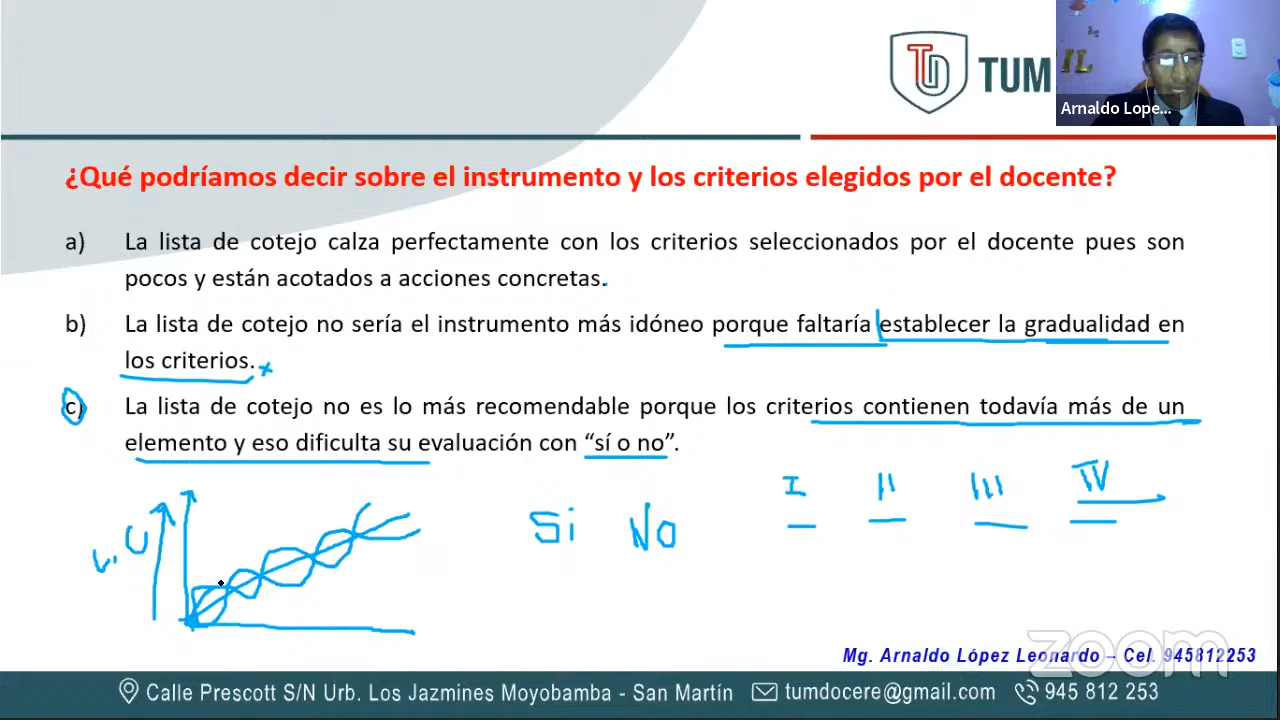 TUM
IL
Arnaldo Lope...
¿Qué podríamos decir sobre el instrumento y los criterios elegidos por el docente?
a) La lista de cotejo calza perfectamente con los criterios seleccionados por el docente pues son
pocos y están acotados a acciones concretas.
b) La lista de cotejo no sería el instrumento más idóneo porque faltaría establecer la gradualidad en
los criterios.
c) La lista de cotejo no es lo más recomendable porque los criterios contienen todavía más de un
elemento y eso dificulta su evaluación con “sí o no”.
I II III IV
Si No
zoom
Mg. Arnaldo López Leonardo – Cel. 945812253
Calle Prescott S/N Urb. Los Jazmines Moyobamba - San Martín tumdocere@gmail.com 945 812 253